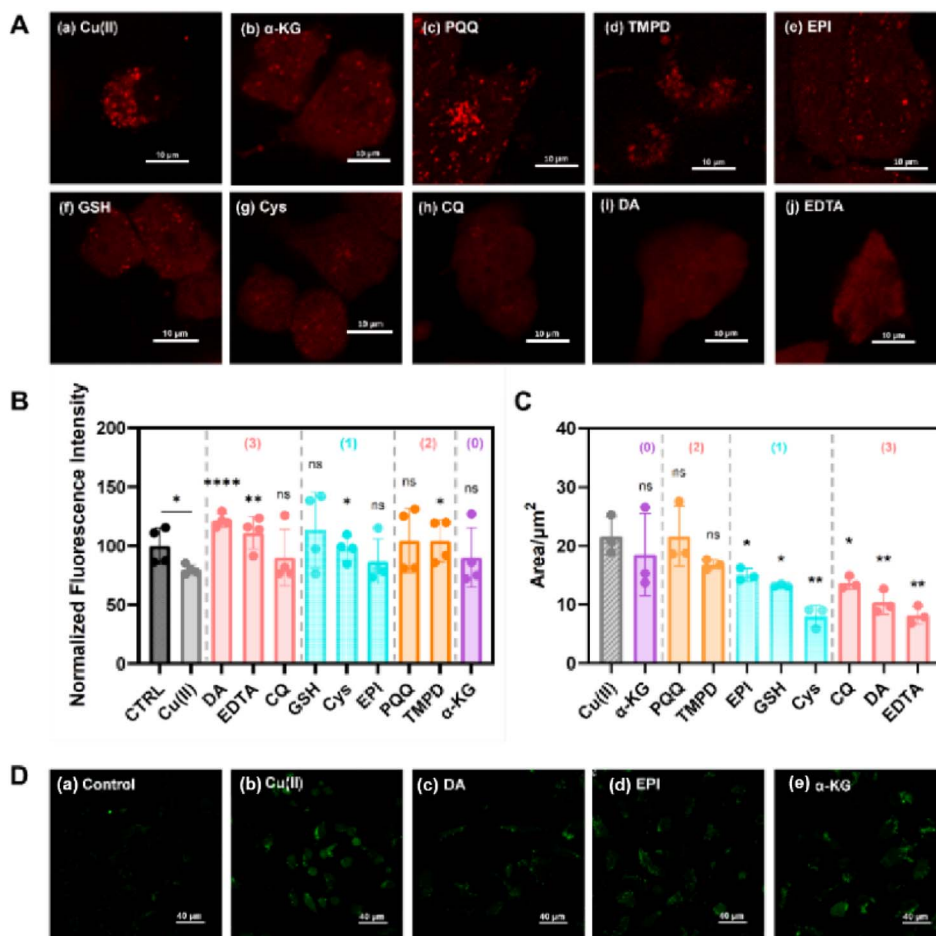 A
(a) Cu(II)
(b) α-KG
(c) PQQ
(d) TMPD
(e) EPI
10 µm
10 µm
10 µm
10 µm
10 µm
(f) GSH
(g) Cys
(h) CQ
(i) DA
(j) EDTA
10 µm
10 µm
10 µm
10 µm
10 µm
B
Normalized Fluorescence Intensity
200
150
100
50
0
(3)
(1)
(2)
(0)
*
****
**
ns
ns
*
ns
ns
*
ns
CTRL
Cu(II)
DA
EDTA
CQ
GSH
Cys
EPI
PQQ
TMPD
α-KG
C
Area/µm²
40
30
20
10
0
(0)
(2)
(1)
(3)
ns
ns
ns
*
*
**
*
**
**
Cu(II)
α-KG
PQQ
TMPD
EPI
GSH
Cys
CQ
DA
EDTA
D
(a) Control
(b) Cu(II)
(c) DA
(d) EPI
(e) α-KG
40 µm
40 µm
40 µm
40 µm
40 µm